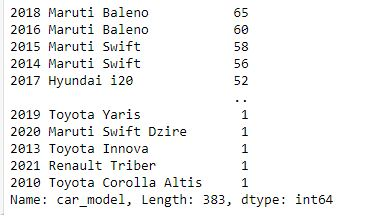 2018 Maruti Baleno 65
2016 Maruti Baleno 60
2015 Maruti Swift 58
2014 Maruti Swift 56
2017 Hyundai i20 52
..
2019 Toyota Yaris 1
2020 Maruti Swift Dzire 1
2013 Toyota Innova 1
2021 Renault Triber 1
2010 Toyota Corolla Altis 1
Name: car_model, Length: 383, dtype: int64